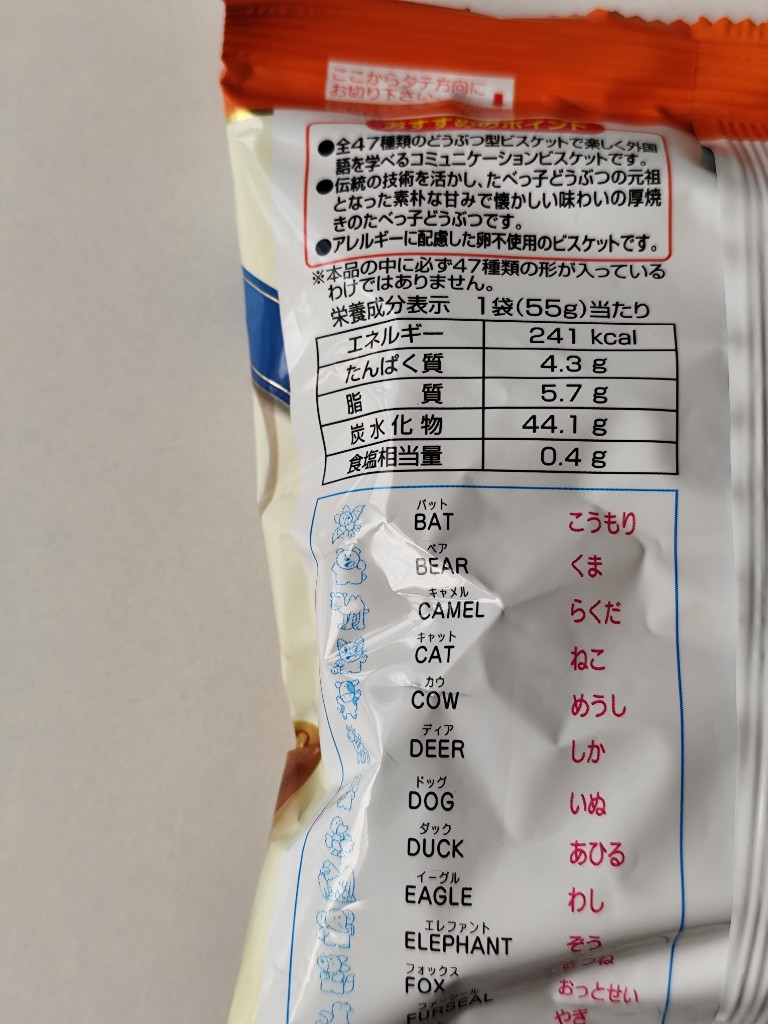 ここからタテ方向に
お切り下さい
おすすめのポイント
●全47種類のどうぶつ型ビスケットで楽しく外国
語を学べるコミュニケーションビスケットです。
●伝統の技術を活かし、たべっ子どうぶつの元祖
となった素朴な甘みで懐かしい味わいの厚焼
きのたべっ子どうぶつです。
●アレルギーに配慮した卵不使用のビスケットです。
※本品の中に必ず47種類の形が入っている
わけではありません。
栄養成分表示 1袋(55g)当たり
エネルギー 241 kcal
たんぱく質 4.3 g
脂質 5.7 g
炭水化物 44.1 g
食塩相当量 0.4 g
バット
BAT こうもり
ベア
BEAR くま
キャメル
CAMEL らくだ
キャット
CAT ねこ
カウ
COW めうし
ディア
DEER しか
ドッグ
DOG いぬ
ダック
DUCK あひる
イーグル
EAGLE わし
エレファント
ELEPHANT ぞう
フォックス
FOX きつね
ファーシール
FURSEAL おっとせい
やぎ